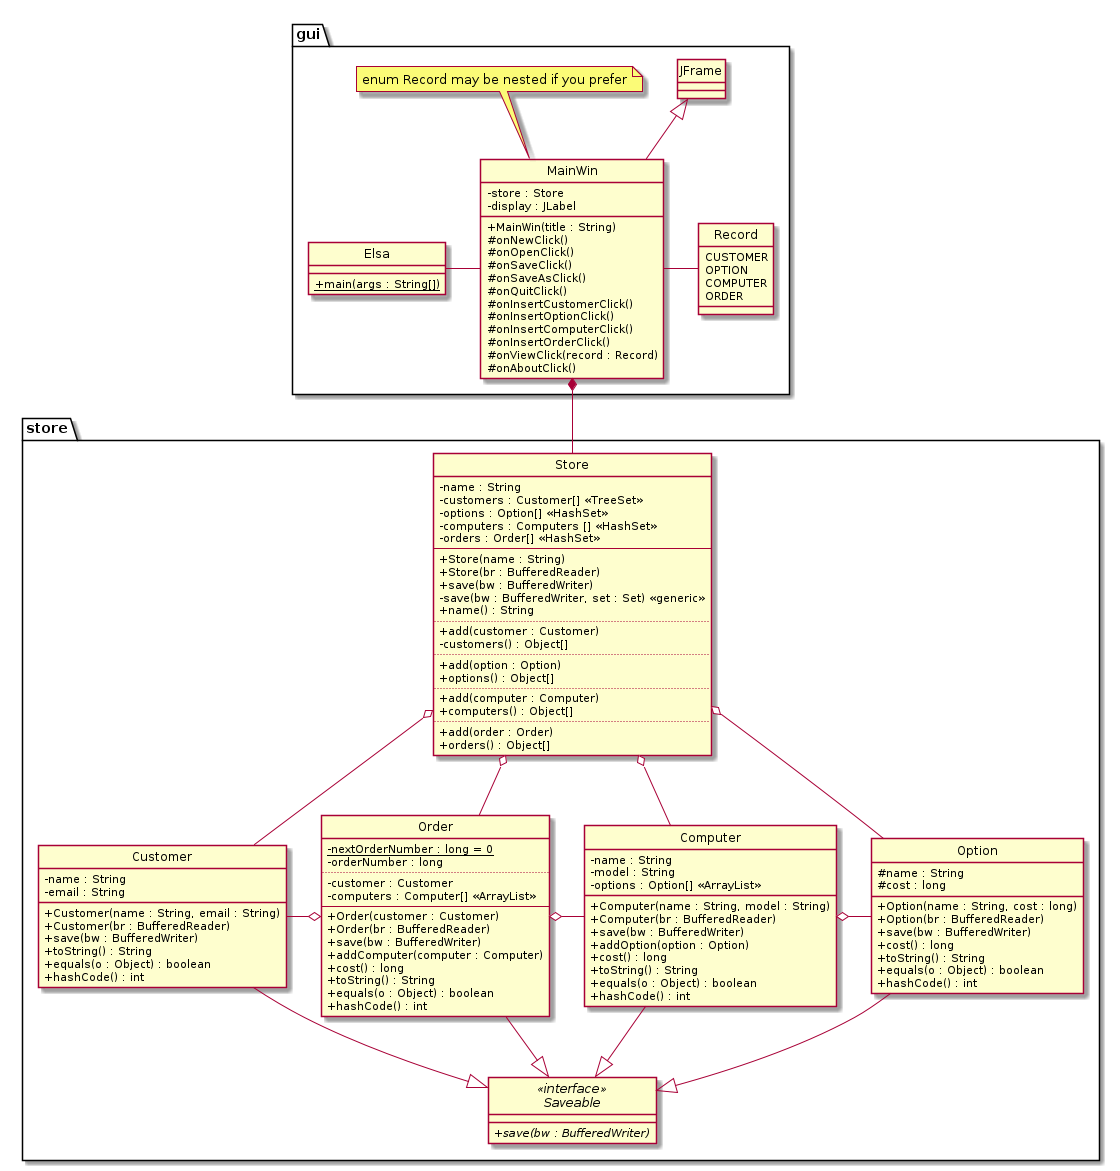 gui
enum Record may be nested if you prefer
JFrame
MainWin
-store : Store
-display : JLabel
+MainWin(title : String)
#onNewClick()
#onOpenClick()
#onSaveClick()
#onSaveAsClick()
#onQuitClick()
#onInsertCustomerClick()
#onInsertOptionClick()
#onInsertComputerClick()
#onInsertOrderClick()
#onViewClick(record : Record)
#onAboutClick()
Elsa
+main(args : String[])
Record
CUSTOMER
OPTION
COMPUTER
ORDER
store
Store
-name : String
-customers : Customer[] «TreeSet»
-options : Option[] «HashSet»
-computers : Computers [] «HashSet»
-orders : Order[] «HashSet»
+Store(name : String)
+Store(br : BufferedReader)
+save(bw : BufferedWriter)
-save(bw : BufferedWriter, set : Set) «generic»
+name() : String
+add(customer : Customer)
-customers() : Object[]
+add(option : Option)
+options() : Object[]
+add(computer : Computer)
+computers() : Object[]
+add(order : Order)
+orders() : Object[]
Customer
-name : String
-email : String
+Customer(name : String, email : String)
+Customer(br : BufferedReader)
+save(bw : BufferedWriter)
+toString() : String
+equals(o : Object) : boolean
+hashCode() : int
Order
-nextOrderNumber : long = 0
-orderNumber : long
-customer : Customer
-computers : Computer[] «ArrayList»
+Order(customer : Customer)
+Order(br : BufferedReader)
+save(bw : BufferedWriter)
+addComputer(computer : Computer)
+cost() : long
+toString() : String
+equals(o : Object) : boolean
+hashCode() : int
Computer
-name : String
-model : String
-options : Option[] «ArrayList»
+Computer(name : String, model : String)
+Computer(br : BufferedReader)
+save(bw : BufferedWriter)
+addOption(option : Option)
+cost() : long
+toString() : String
+equals(o : Object) : boolean
+hashCode() : int
Option
#name : String
#cost : long
+Option(name : String, cost : long)
+Option(br : BufferedReader)
+save(bw : BufferedWriter)
+cost() : long
+toString() : String
+equals(o : Object) : boolean
+hashCode() : int
«interface»
Saveable
+save(bw : BufferedWriter)